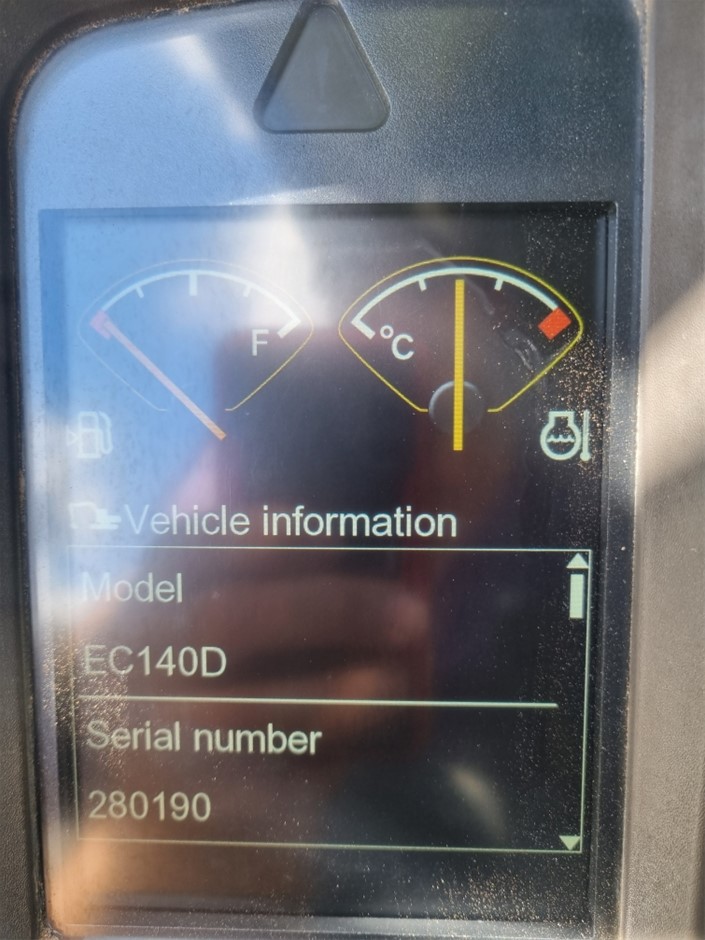 F
°C
Vehicle information
Model
EC140D
Serial number
280190